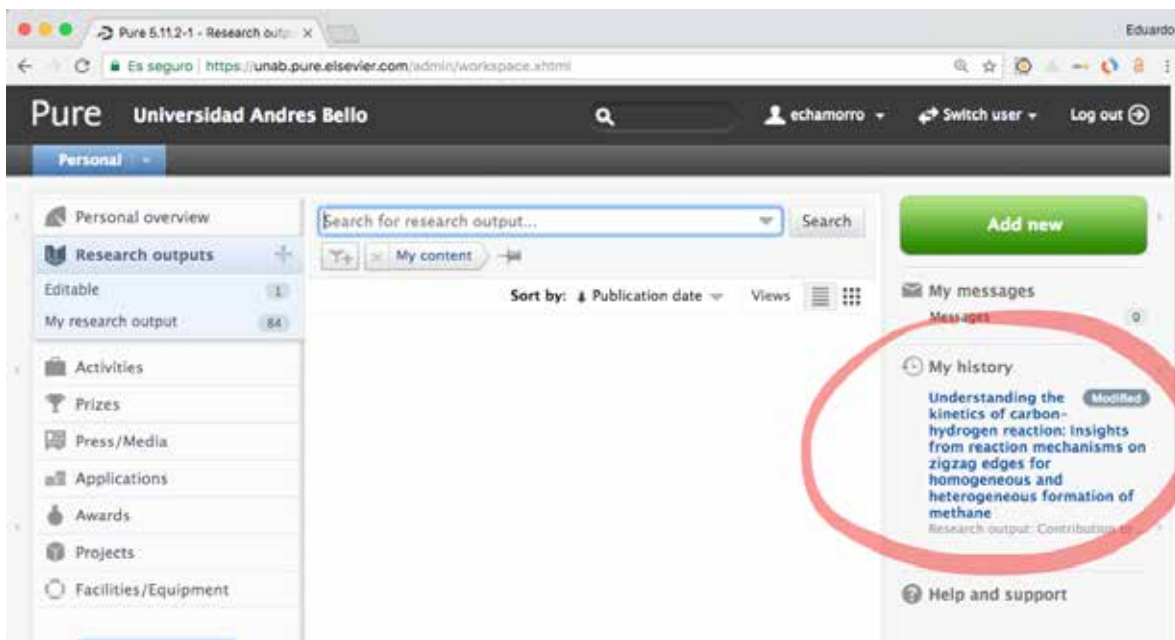 Pure 5.11.2-1 - Research outp
Eduardo
Es seguro https://unab.pure.elsevier.com/admin/workspace.xhtml
Pure Universidad Andres Bello
echamorro
Switch user
Log out
Personal
Personal overview
Research outputs
Editable 1
My research output 84
Activities
Prizes
Press/Media
Applications
Awards
Projects
Facilities/Equipment
Search for research output...
Search
My content
Sort by: Publication date
Views
Add new
My messages
Messages 0
My history
Understanding the Modified
kinetics of carbon-
hydrogen reaction: Insights
from reaction mechanisms on
zigzag edges for
homogeneous and
heterogeneous formation of
methane
Research output: Contribution to ...
Help and support